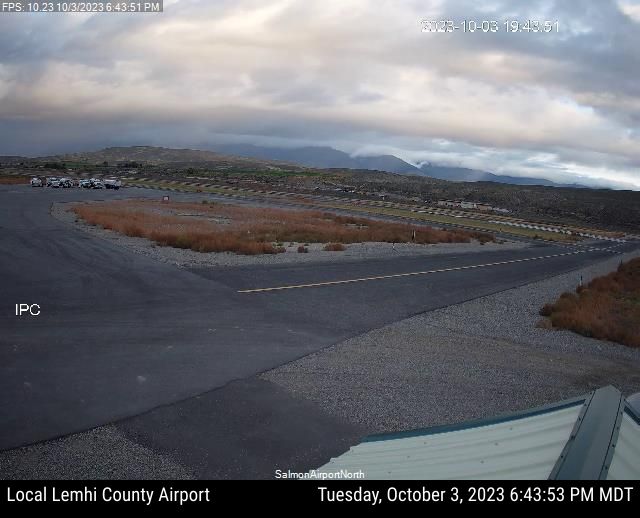 FPS: 10.23 10/3/2023 6:43:51 PM
2023-10-03 19:43:51
IPC
SalmonAirportNorth
Local Lemhi County Airport
Tuesday, October 3, 2023 6:43:53 PM MDT